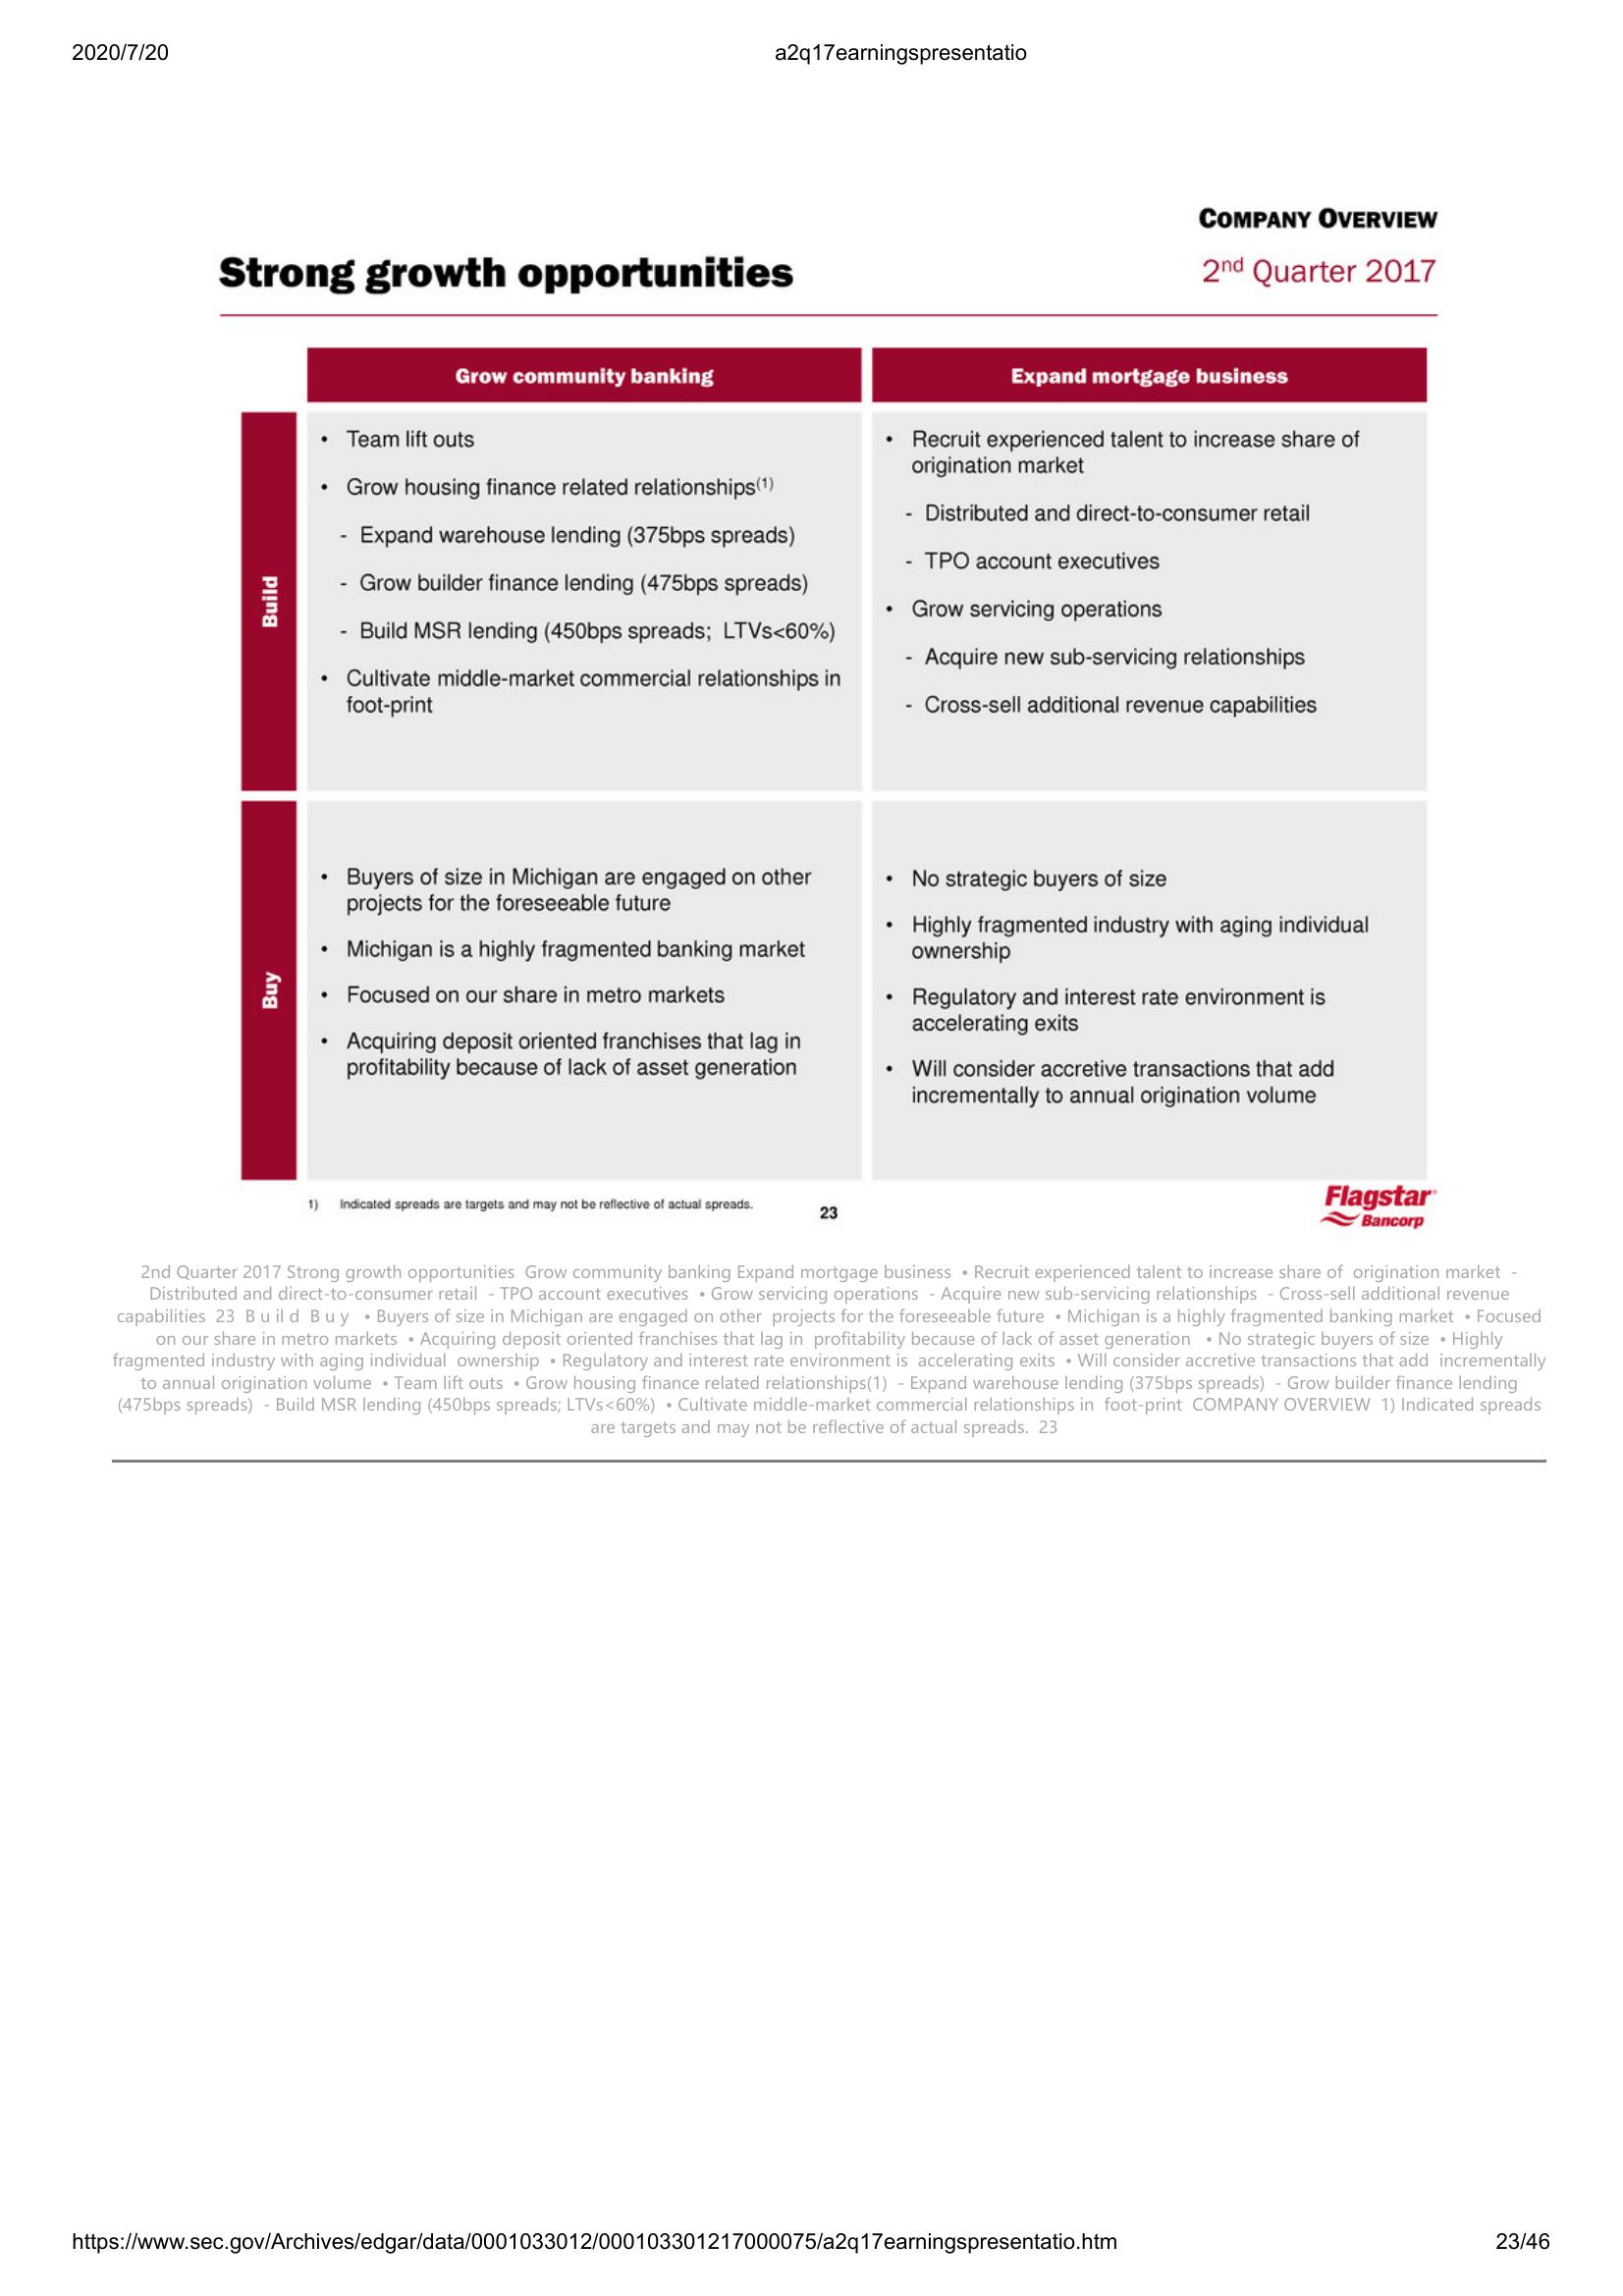 2020/7/20
a2q17earningspresentatio
COMPANY OVERVIEW
Strong growth opportunities
2nd Quarter 2017
Grow community banking
Expand mortgage business
Build
• Team lift outs
• Grow housing finance related relationships(1)
- Expand warehouse lending (375bps spreads)
- Grow builder finance lending (475bps spreads)
- Build MSR lending (450bps spreads; LTVs<60%)
• Cultivate middle-market commercial relationships in
foot-print
• Recruit experienced talent to increase share of
origination market
- Distributed and direct-to-consumer retail
- TPO account executives
• Grow servicing operations
- Acquire new sub-servicing relationships
- Cross-sell additional revenue capabilities
Buy
• Buyers of size in Michigan are engaged on other
projects for the foreseeable future
• Michigan is a highly fragmented banking market
• Focused on our share in metro markets
• Acquiring deposit oriented franchises that lag in
profitability because of lack of asset generation
• No strategic buyers of size
• Highly fragmented industry with aging individual
ownership
• Regulatory and interest rate environment is
accelerating exits
• Will consider accretive transactions that add
incrementally to annual origination volume
1) Indicated spreads are targets and may not be reflective of actual spreads.
23
Flagstar
Bancorp
2nd Quarter 2017 Strong growth opportunities Grow community banking Expand mortgage business • Recruit experienced talent to increase share of origination market -
Distributed and direct-to-consumer retail - TPO account executives • Grow servicing operations - Acquire new sub-servicing relationships - Cross-sell additional revenue
capabilities 23 B u il d B u y • Buyers of size in Michigan are engaged on other projects for the foreseeable future • Michigan is a highly fragmented banking market • Focused
on our share in metro markets • Acquiring deposit oriented franchises that lag in profitability because of lack of asset generation • No strategic buyers of size • Highly
fragmented industry with aging individual ownership • Regulatory and interest rate environment is accelerating exits • Will consider accretive transactions that add incrementally
to annual origination volume • Team lift outs • Grow housing finance related relationships(1) - Expand warehouse lending (375bps spreads) - Grow builder finance lending
(475bps spreads) - Build MSR lending (450bps spreads; LTVs<60%) • Cultivate middle-market commercial relationships in foot-print COMPANY OVERVIEW 1) Indicated spreads
are targets and may not be reflective of actual spreads. 23
https://www.sec.gov/Archives/edgar/data/0001033012/000103301217000075/a2q17earningspresentatio.htm
23/46